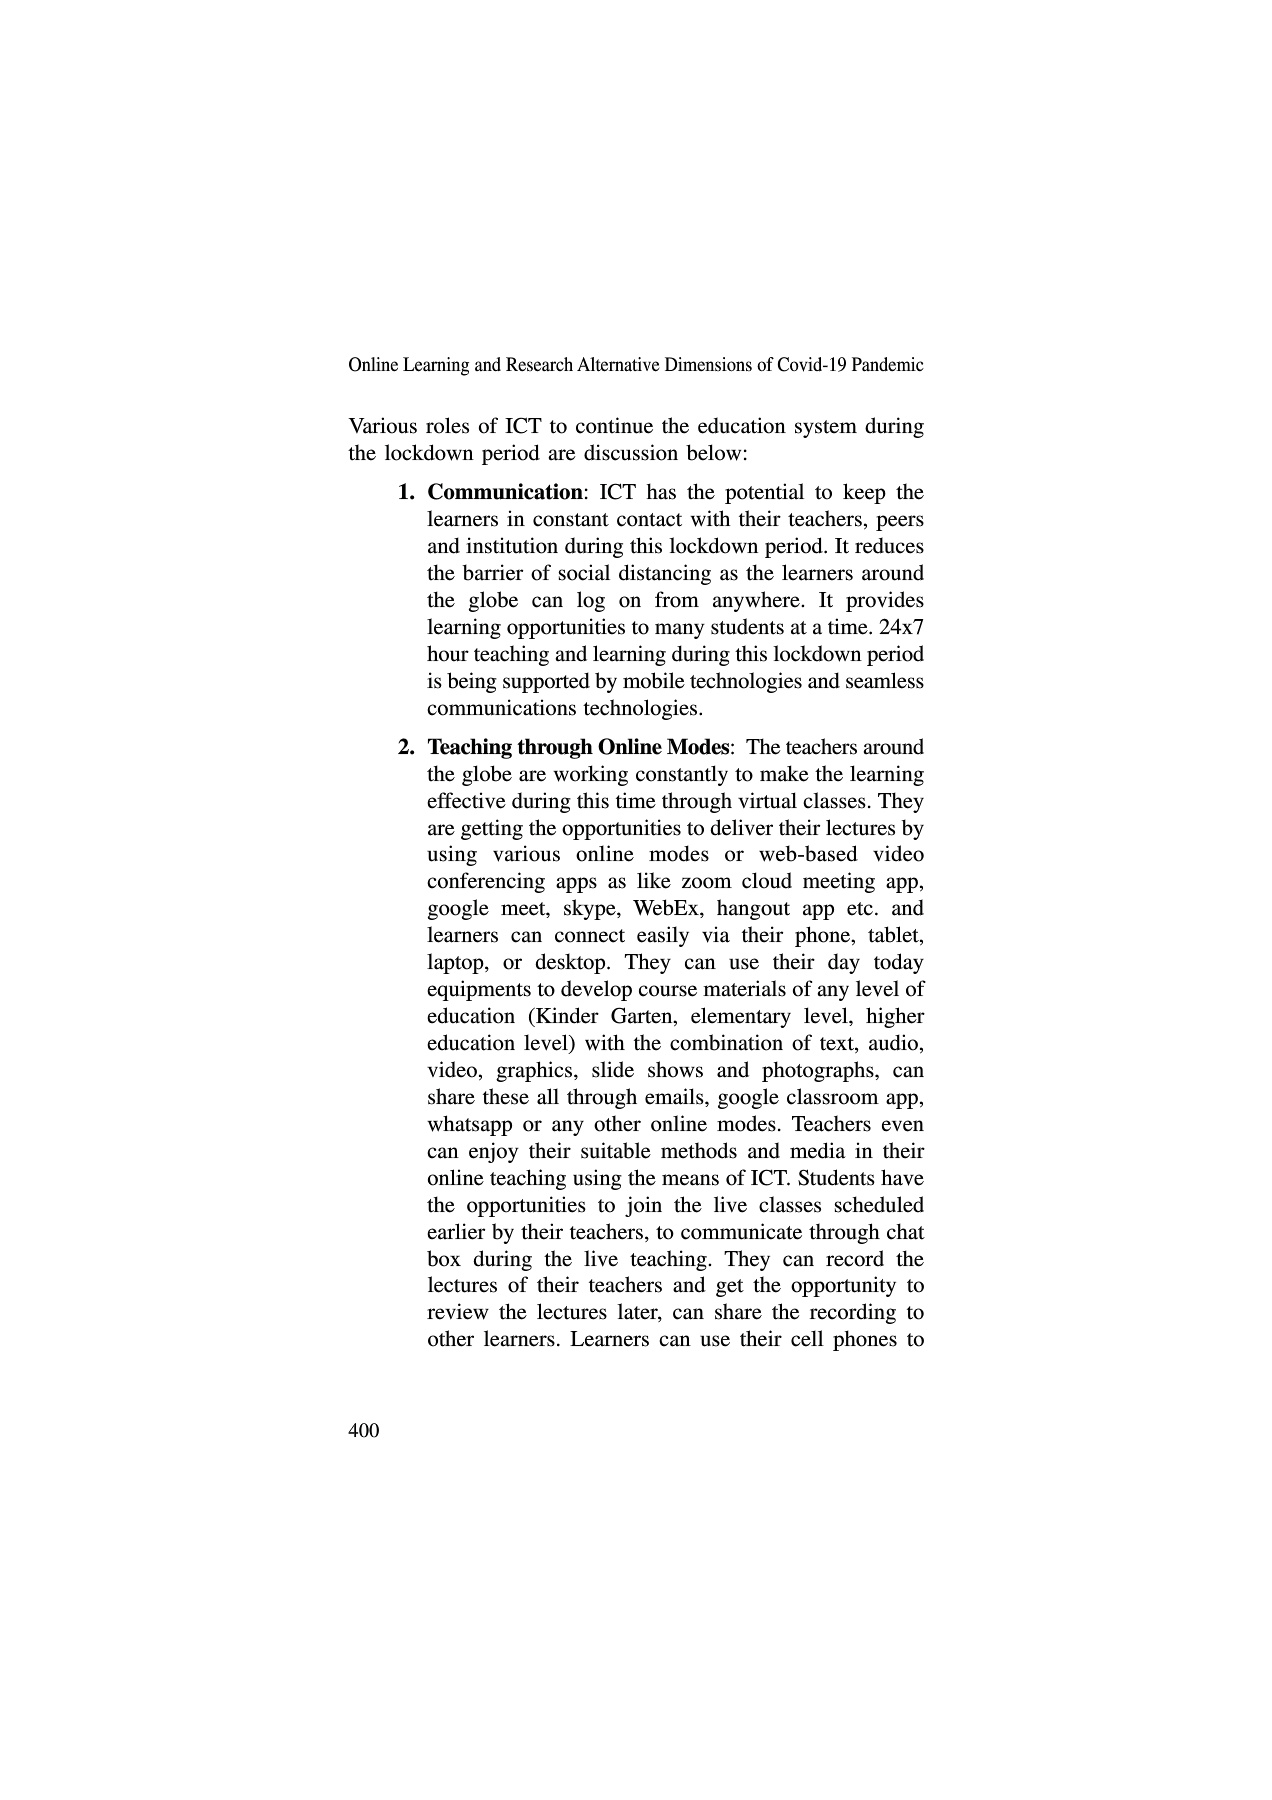 Online Learning and Research Alternative Dimensions of Covid-19 Pandemic
Various roles of ICT to continue the education system during
the lockdown period are discussion below:
1. Communication: ICT has the potential to keep the
learners in constant contact with their teachers, peers
and institution during this lockdown period. It reduces
the barrier of social distancing as the learners around
the globe can log on from anywhere. It provides
learning opportunities to many students at a time. 24x7
hour teaching and learning during this lockdown period
is being supported by mobile technologies and seamless
communications technologies.
2. Teaching through Online Modes: The teachers around
the globe are working constantly to make the learning
effective during this time through virtual classes. They
are getting the opportunities to deliver their lectures by
using various online modes or web-based video
conferencing apps as like zoom cloud meeting app,
google meet, skype, WebEx, hangout app etc. and
learners can connect easily via their phone, tablet,
laptop, or desktop. They can use their day today
equipments to develop course materials of any level of
education (Kinder Garten, elementary level, higher
education level) with the combination of text, audio,
video, graphics, slide shows and photographs, can
share these all through emails, google classroom app,
whatsapp or any other online modes. Teachers even
can enjoy their suitable methods and media in their
online teaching using the means of ICT. Students have
the opportunities to join the live classes scheduled
earlier by their teachers, to communicate through chat
box during the live teaching. They can record the
lectures of their teachers and get the opportunity to
review the lectures later, can share the recording to
other learners. Learners can use their cell phones to
400